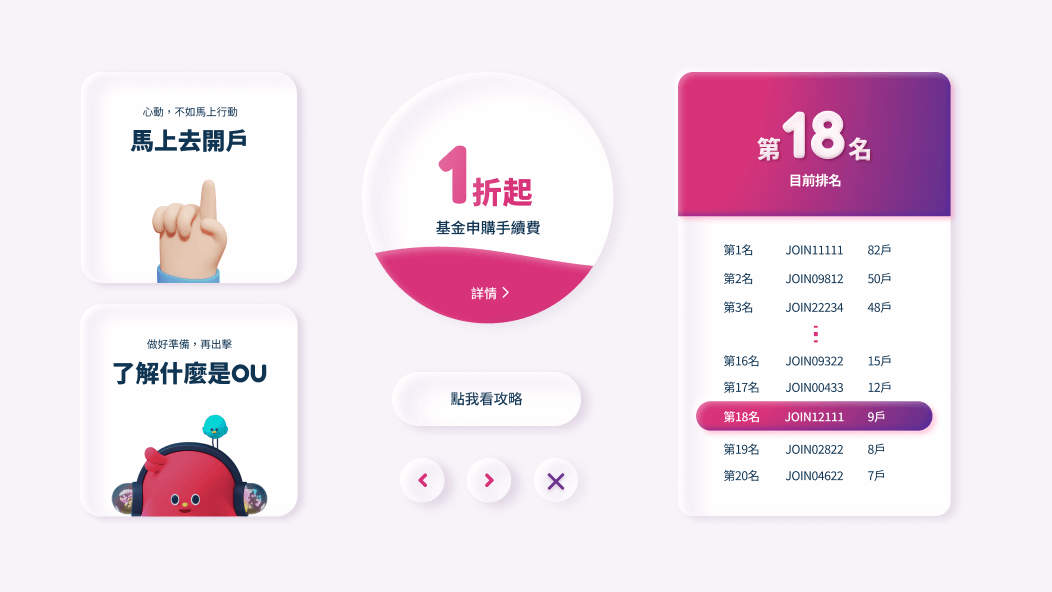 心動，不如馬上行動
馬上去開戶
做好準備，再出擊
了解什麼是OU
1折起
基金申購手續費
詳情
點我看攻略
第18名
目前排名
第1名 JOIN11111 82戶
第2名 JOIN09812 50戶
第3名 JOIN22234 48戶
第16名 JOIN09322 15戶
第17名 JOIN00433 12戶
第18名 JOIN12111 9戶
第19名 JOIN02822 8戶
第20名 JOIN04622 7戶